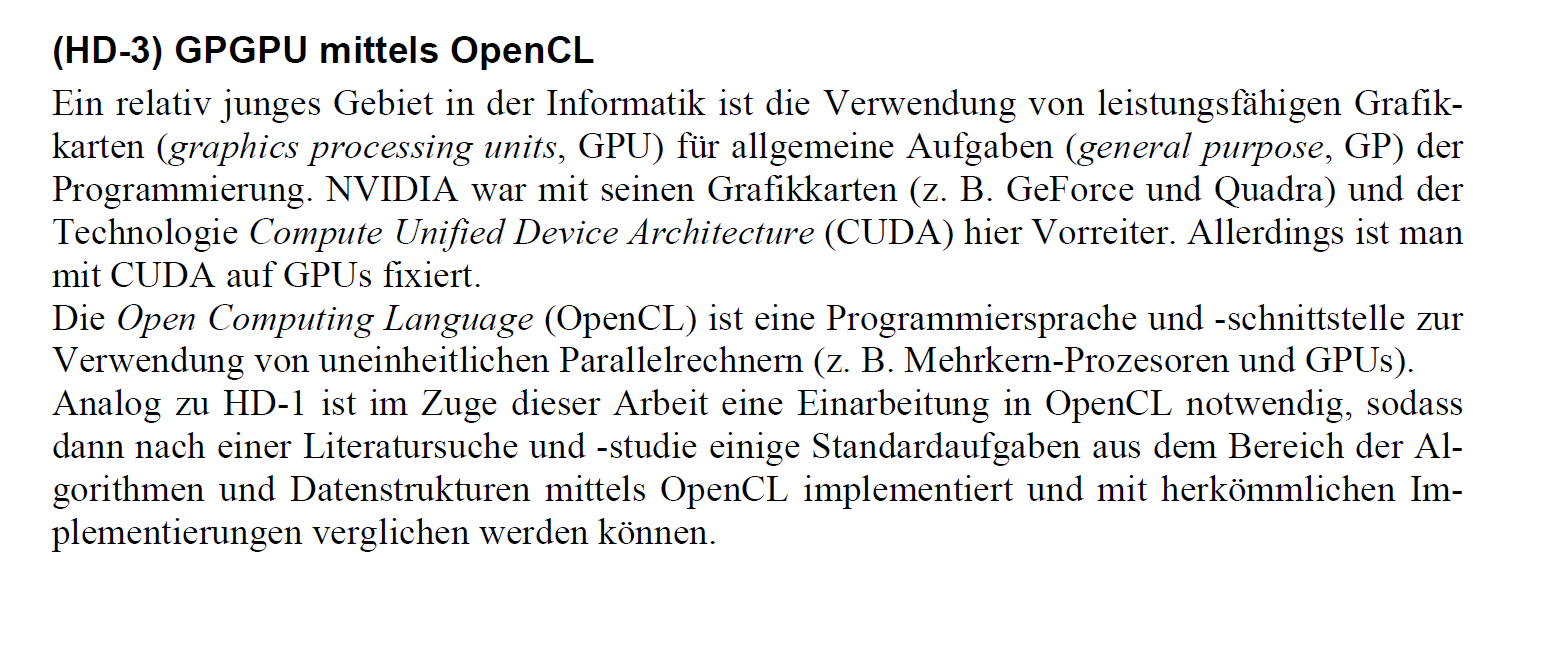 (HD-3) GPGPU mittels OpenCL
Ein relativ junges Gebiet in der Informatik ist die Verwendung von leistungsfähigen Grafik-
karten (graphics processing units, GPU) für allgemeine Aufgaben (general purpose, GP) der
Programmierung. NVIDIA war mit seinen Grafikkarten (z. B. GeForce und Quadra) und der
Technologie Compute Unified Device Architecture (CUDA) hier Vorreiter. Allerdings ist man
mit CUDA auf GPUs fixiert.
Die Open Computing Language (OpenCL) ist eine Programmiersprache und -schnittstelle zur
Verwendung von uneinheitlichen Parallelrechnern (z. B. Mehrkern-Prozesoren und GPUs).
Analog zu HD-1 ist im Zuge dieser Arbeit eine Einarbeitung in OpenCL notwendig, sodass
dann nach einer Literatursuche und -studie einige Standardaufgaben aus dem Bereich der Al-
gorithmen und Datenstrukturen mittels OpenCL implementiert und mit herkömmlichen Im-
plementierungen verglichen werden können.